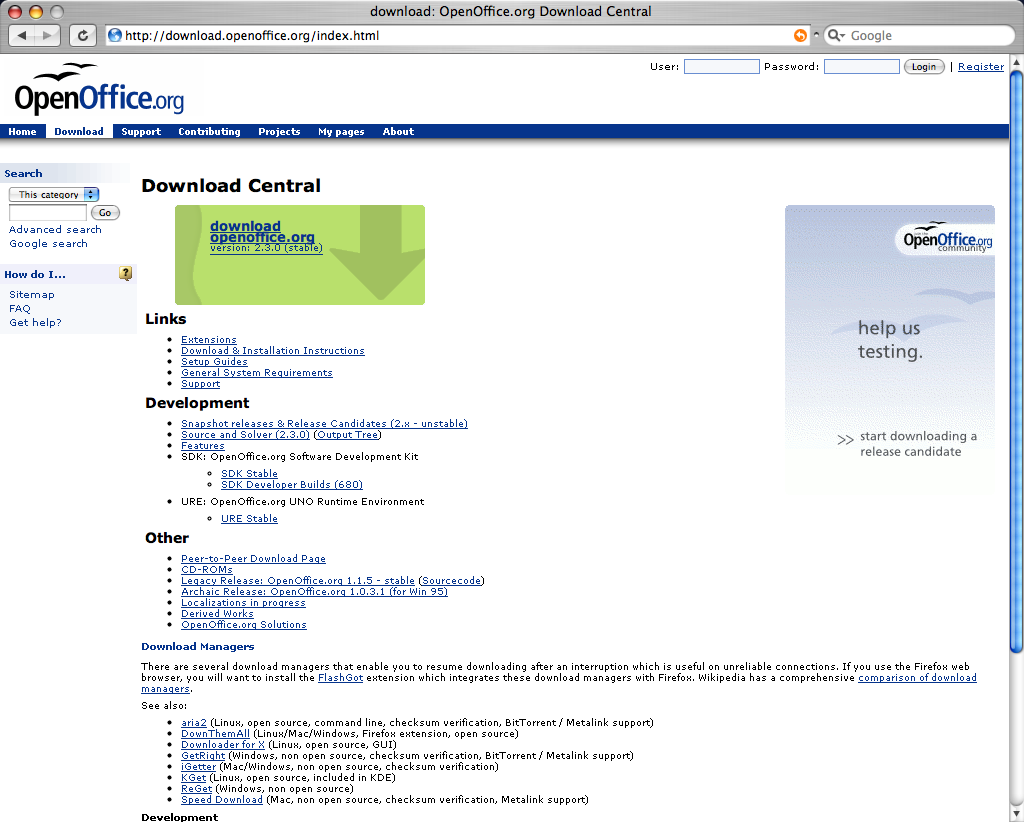 download: OpenOffice.org Download Central
http://download.openoffice.org/index.html
Google
User:
Password:
Login
| Register
OpenOffice.org
Home Download Support Contributing Projects My pages About
Search
This category
Go
Advanced search
Google search
How do I...
?
Sitemap
FAQ
Get help?
Download Central
download
openoffice.org
version: 2.3.0 (stable)
Links
Extensions
Download & Installation Instructions
Setup Guides
General System Requirements
Support
Development
Snapshot releases & Release Candidates (2.x - unstable)
Source and Solver (2.3.0) (Output Tree)
Features
SDK: OpenOffice.org Software Development Kit
SDK Stable
SDK Developer Builds (680)
URE: OpenOffice.org UNO Runtime Environment
URE Stable
Other
Peer-to-Peer Download Page
CD-ROMs
Legacy Release: OpenOffice.org 1.1.5 - stable (Sourcecode)
Archaic Release: OpenOffice.org 1.0.3.1 (for Win 95)
Localizations in progress
Derived Works
OpenOffice.org Solutions
OpenOffice.org
community
help us
testing.
>> start downloading a
release candidate
Download Managers
There are several download managers that enable you to resume downloading after an interruption which is useful on unreliable connections. If you use the Firefox web
browser, you will want to install the FlashGot extension which integrates these download managers with Firefox. Wikipedia has a comprehensive comparison of download
managers.
See also:
aria2 (Linux, open source, command line, checksum verification, BitTorrent / Metalink support)
DownThemAll (Linux/Mac/Windows, Firefox extension, open source)
Downloader for X (Linux, open source, GUI)
GetRight (Windows, non open source, checksum verification, BitTorrent / Metalink support)
iGetter (Mac/Windows, non open source, checksum verification)
KGet (Linux, open source, included in KDE)
ReGet (Windows, non open source)
Speed Download (Mac, non open source, checksum verification, Metalink support)
Development